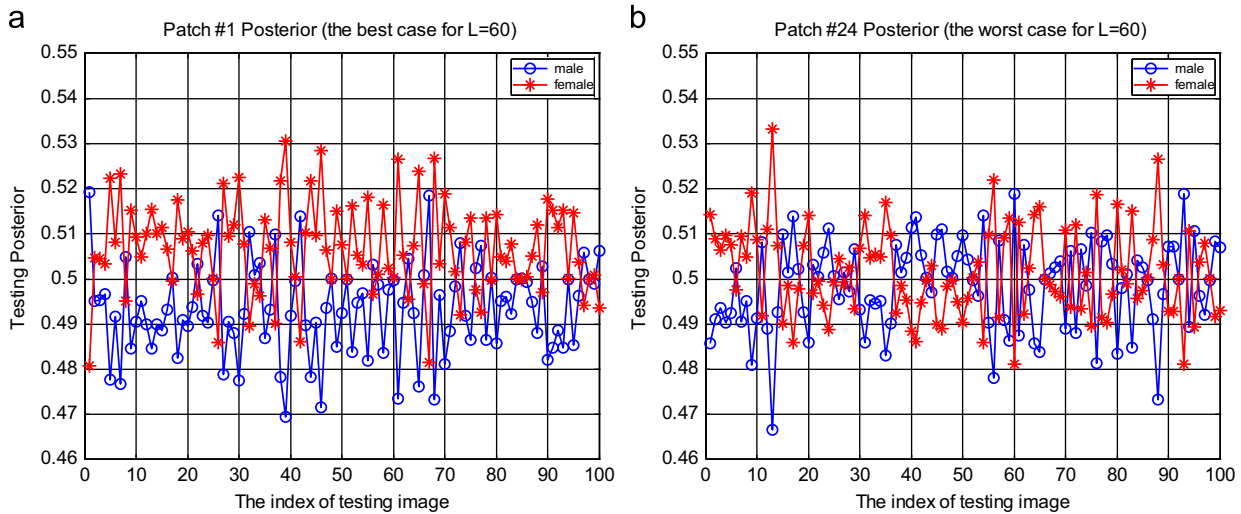 a
Patch #1 Posterior (the best case for L=60)
0.55
0.54
0.53
0.52
0.51
0.5
0.49
0.48
0.47
0.46
Testing Posterior
male
female
0 10 20 30 40 50 60 70 80 90 100
The index of testing image
b
Patch #24 Posterior (the worst case for L=60)
0.55
0.54
0.53
0.52
0.51
0.5
0.49
0.48
0.47
0.46
Testing Posterior
male
female
0 10 20 30 40 50 60 70 80 90 100
The index of testing image